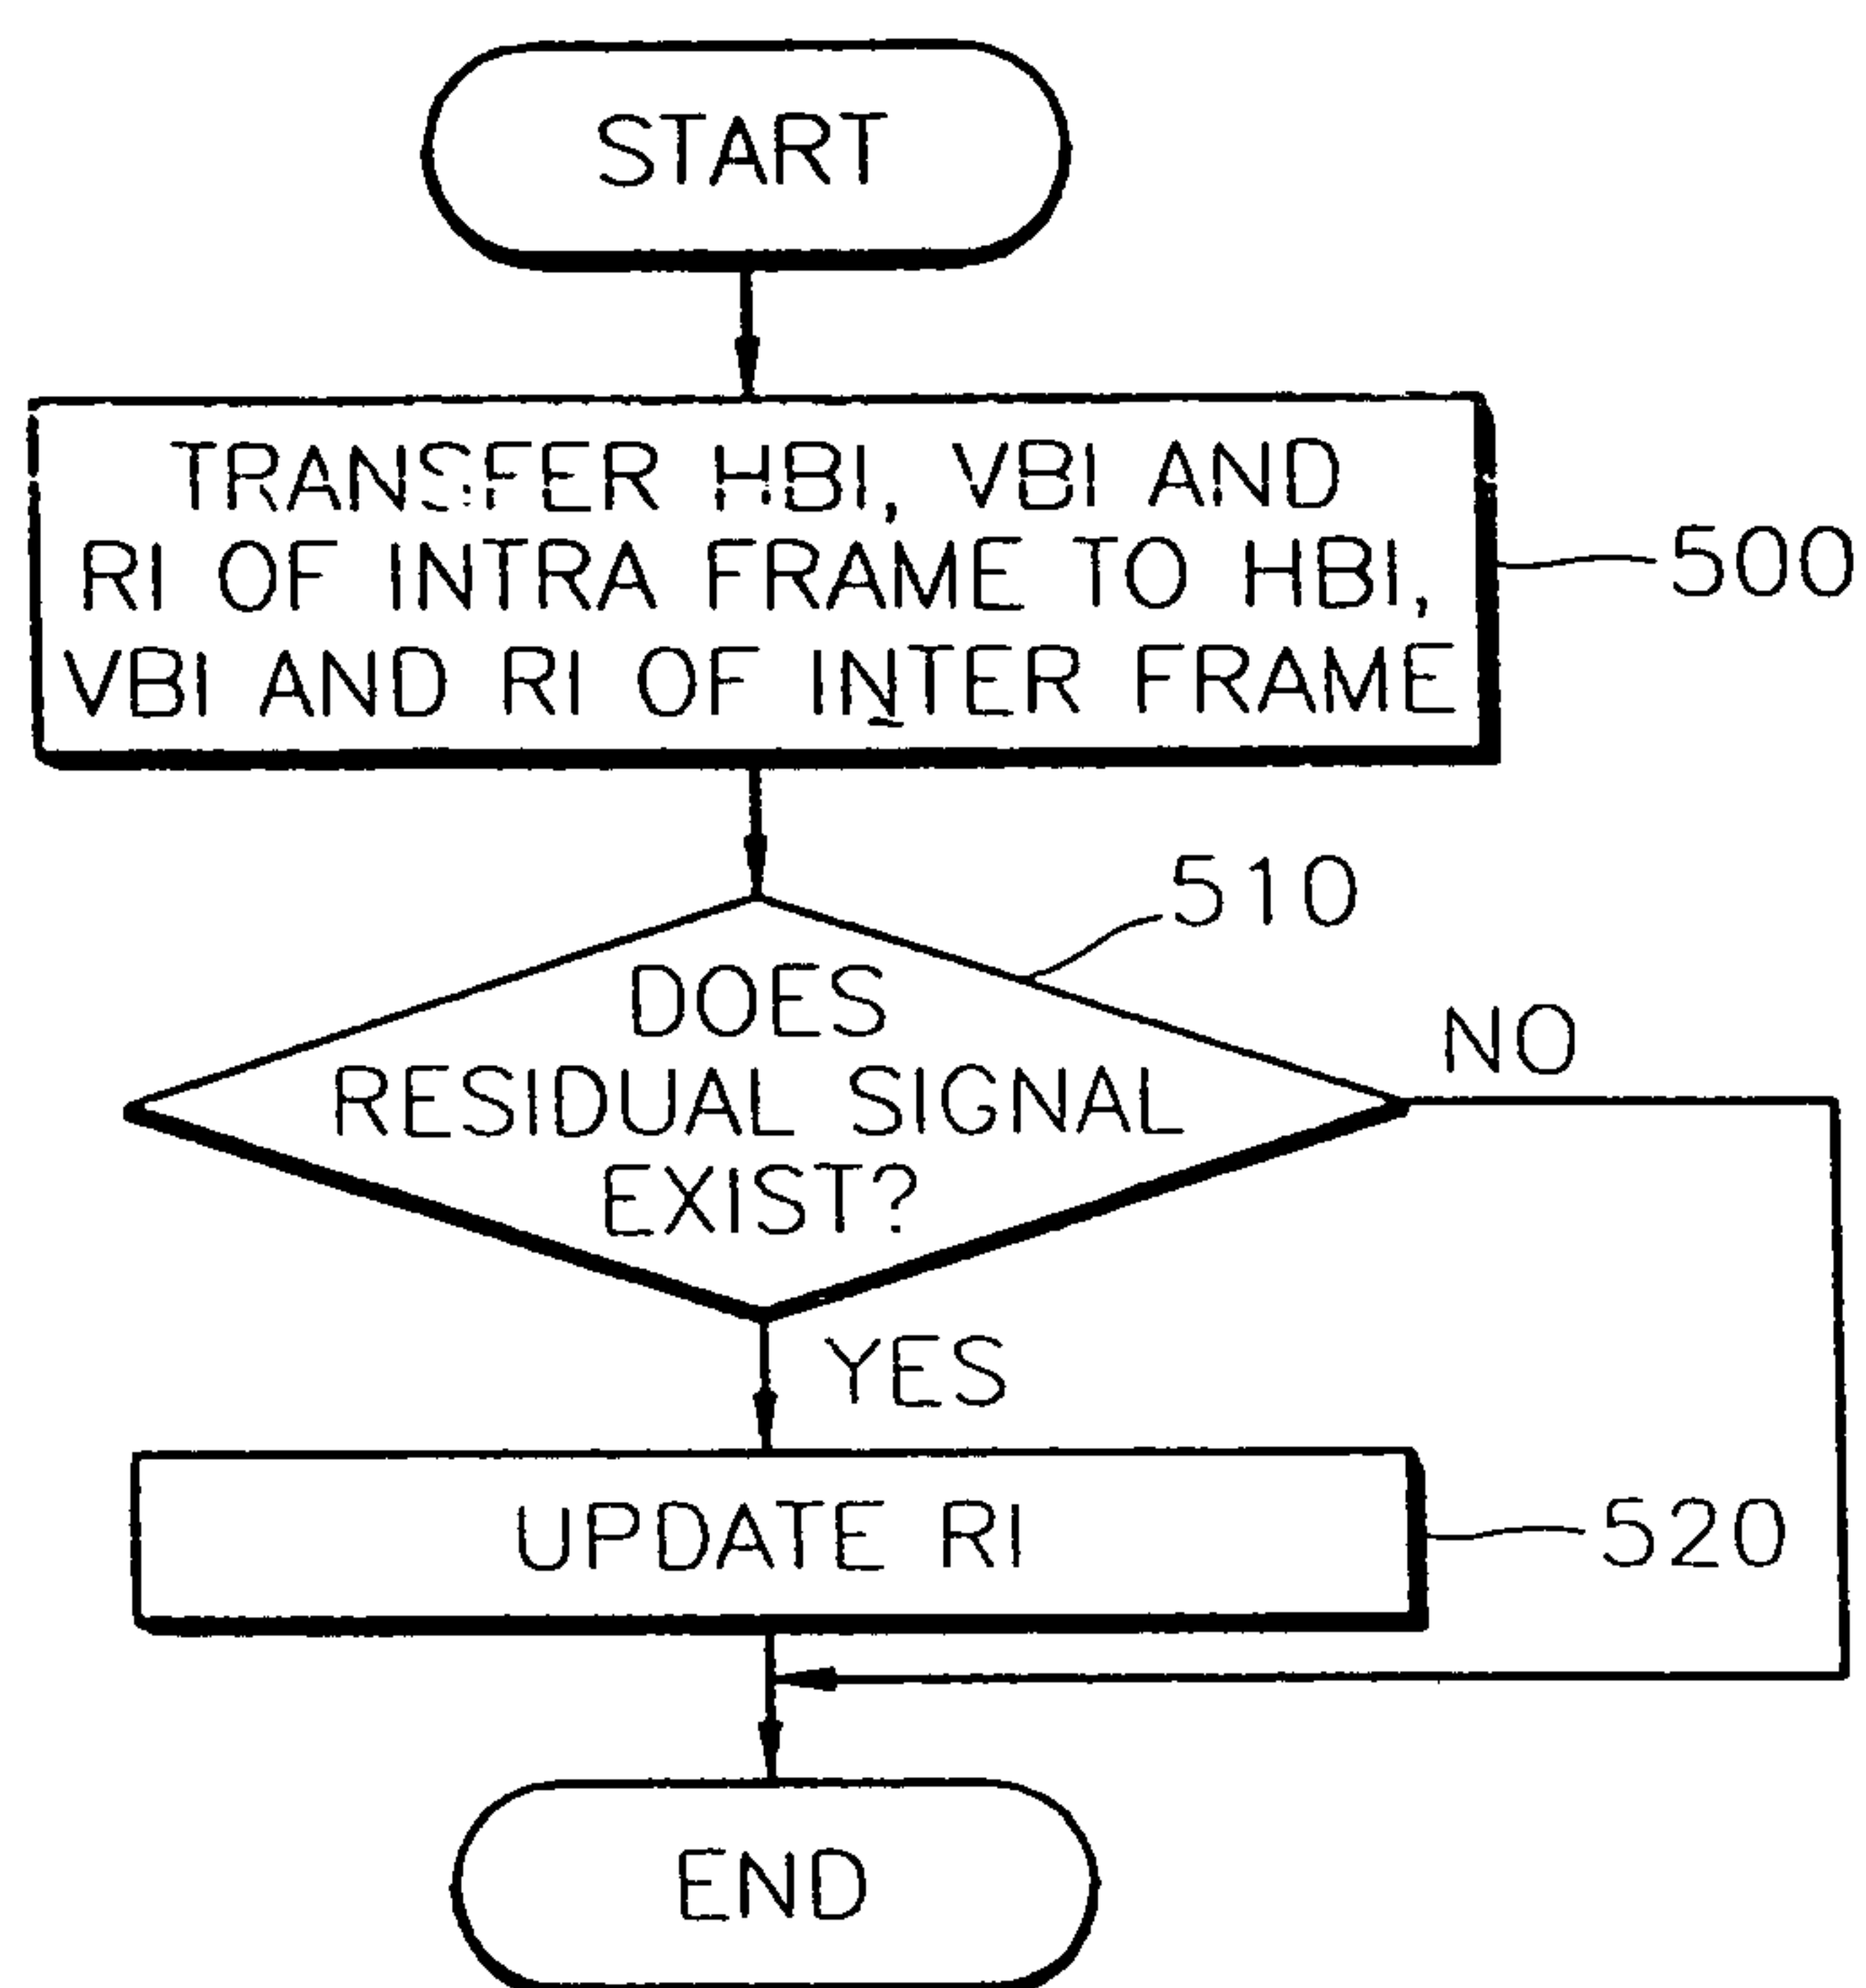 START
TRANSFER HBI, VBI AND
RI OF INTRA FRAME TO HBI,
VBI AND RI OF INTER FRAME
500
510
DOES
RESIDUAL SIGNAL
EXIST?
NO
YES
UPDATE RI
520
END